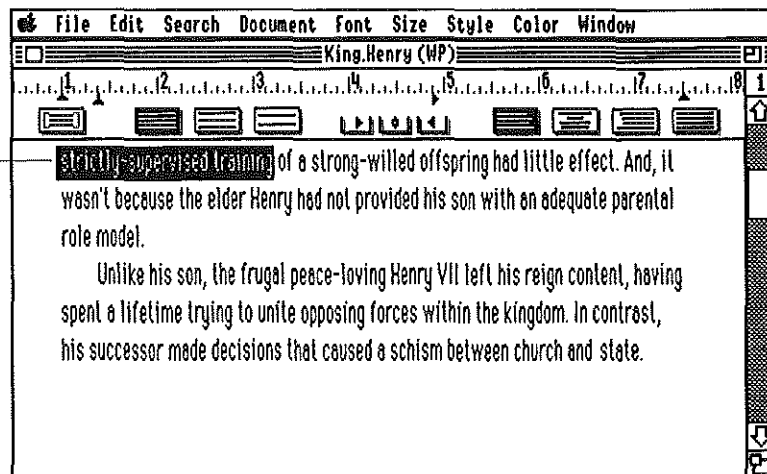 File Edit Search Document Font Size Style Color Window
King.Henry (WP)
1 2 3 4 5 6 7 8 1
strictly-supervised training of a strong-willed offspring had little effect. And, it
wasn't because the elder Henry had not provided his son with an adequate parental
role model.
Unlike his son, the frugal peace-loving Henry VII left his reign content, having
spent a lifetime trying to unite opposing forces within the kingdom. In contrast,
his successor made decisions that caused a schism between church and state.